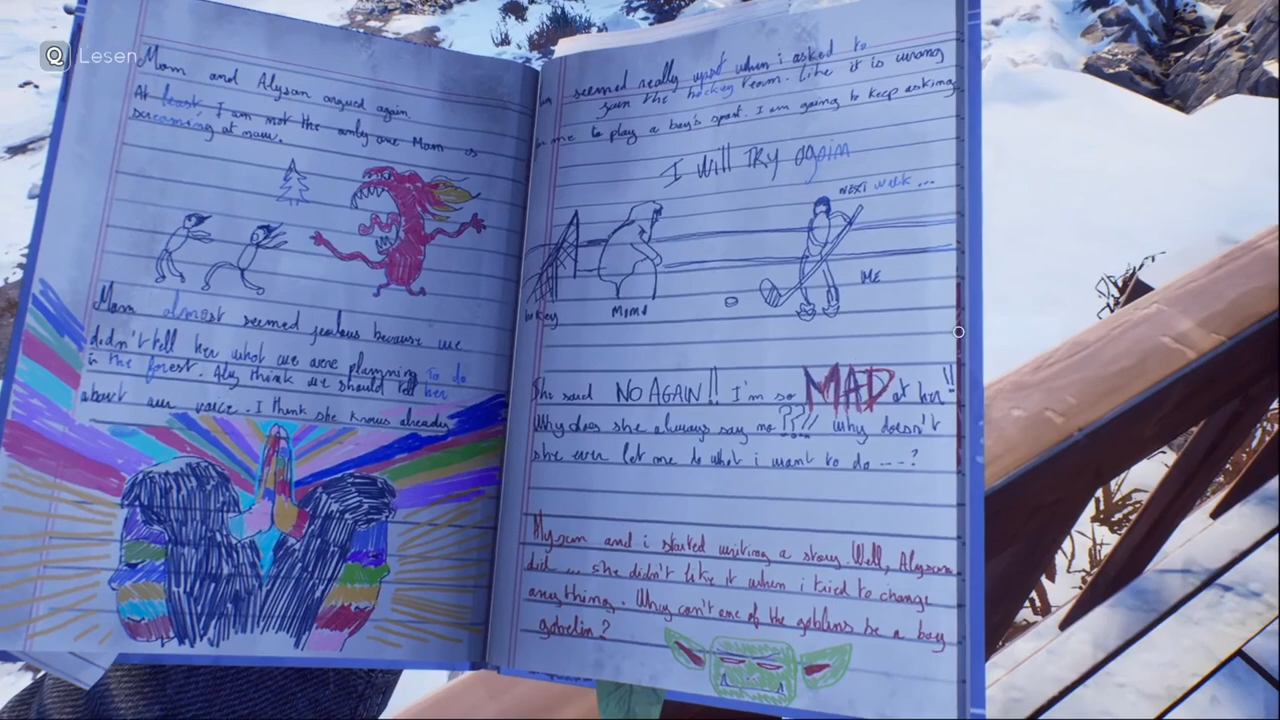 Q Lesen
Mom and Alyson argued again.
At least I am not the only one Mom is
screaming at now.
Mom almost seemed jealous because we
didn't tell her what we were planning to do
in the forest. Aly think we should tell her
about our voice. I think she knows already
seemed really upset when i asked to
join the hockey team. Like it is wrong
me to play a boy's sport. I am going to keep asking.
I will TRY again
NEXT week ...
ME
hockey
MOM
She said NO AGAIN!! I'm so MAD at her!!
Why does she always say no??// why doesn't
she ever let me do what i want to do ---?
Alyson and i started writing a story. Well, Alyson
did ... she didn't like it when i tried to change
anything. Why can't one of the goblins be a boy
gobelin?